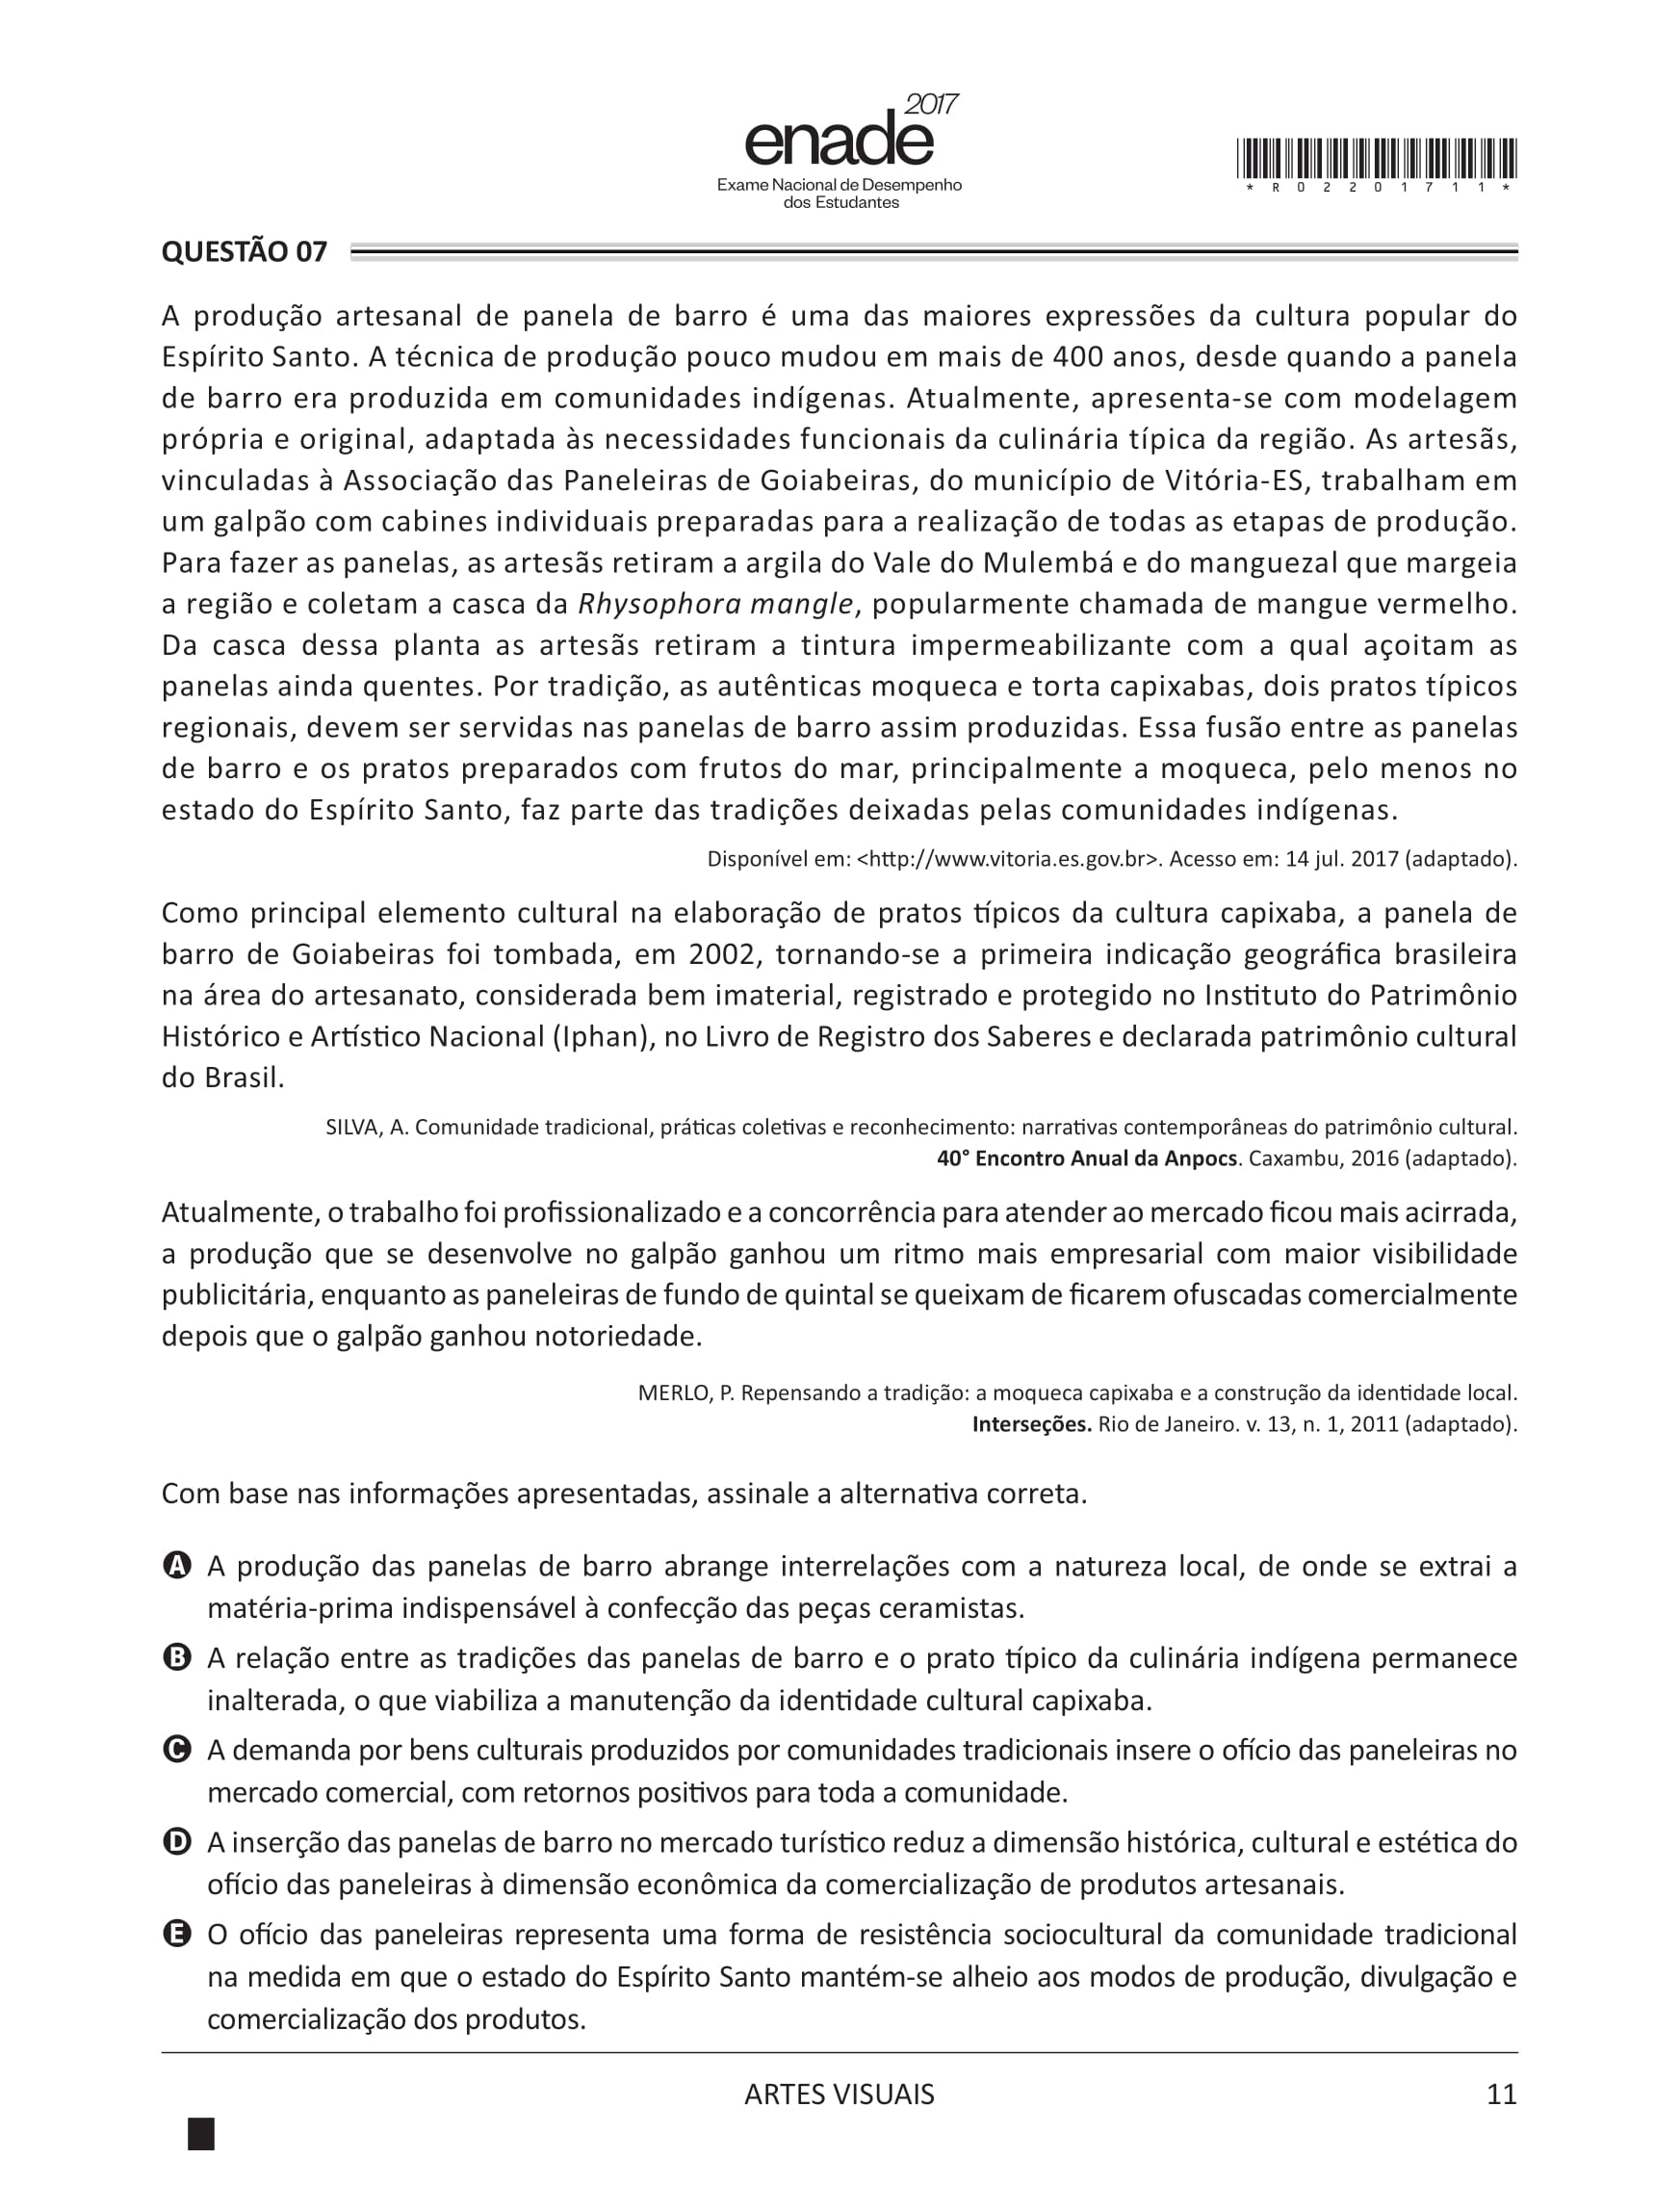 2017
enade
Exame Nacional de Desempenho
dos Estudantes
*R02201711*
QUESTÃO 07
A produção artesanal de panela de barro é uma das maiores expressões da cultura popular do
Espírito Santo. A técnica de produção pouco mudou em mais de 400 anos, desde quando a panela
de barro era produzida em comunidades indígenas. Atualmente, apresenta-se com modelagem
própria e original, adaptada às necessidades funcionais da culinária típica da região. As artesãs,
vinculadas à Associação das Paneleiras de Goiabeiras, do município de Vitória-ES, trabalham em
um galpão com cabines individuais preparadas para a realização de todas as etapas de produção.
Para fazer as panelas, as artesãs retiram a argila do Vale do Mulembá e do manguezal que margeia
a região e coletam a casca da Rhysophora mangle, popularmente chamada de mangue vermelho.
Da casca dessa planta as artesãs retiram a tintura impermeabilizante com a qual açoitam as
panelas ainda quentes. Por tradição, as autênticas moqueca e torta capixabas, dois pratos típicos
regionais, devem ser servidas nas panelas de barro assim produzidas. Essa fusão entre as panelas
de barro e os pratos preparados com frutos do mar, principalmente a moqueca, pelo menos no
estado do Espírito Santo, faz parte das tradições deixadas pelas comunidades indígenas.
Disponível em: <http://www.vitoria.es.gov.br>. Acesso em: 14 jul. 2017 (adaptado).
Como principal elemento cultural na elaboração de pratos típicos da cultura capixaba, a panela de
barro de Goiabeiras foi tombada, em 2002, tornando-se a primeira indicação geográfica brasileira
na área do artesanato, considerada bem imaterial, registrado e protegido no Instituto do Patrimônio
Histórico e Artístico Nacional (Iphan), no Livro de Registro dos Saberes e declarada patrimônio cultural
do Brasil.
SILVA, A. Comunidade tradicional, práticas coletivas e reconhecimento: narrativas contemporâneas do patrimônio cultural.
40° Encontro Anual da Anpocs. Caxambu, 2016 (adaptado).
Atualmente, o trabalho foi profissionalizado e a concorrência para atender ao mercado ficou mais acirrada,
a produção que se desenvolve no galpão ganhou um ritmo mais empresarial com maior visibilidade
publicitária, enquanto as paneleiras de fundo de quintal se queixam de ficarem ofuscadas comercialmente
depois que o galpão ganhou notoriedade.
MERLO, P. Repensando a tradição: a moqueca capixaba e a construção da identidade local.
Interseções. Rio de Janeiro. v. 13, n. 1, 2011 (adaptado).
Com base nas informações apresentadas, assinale a alternativa correta.
A A produção das panelas de barro abrange interrelações com a natureza local, de onde se extrai a
matéria-prima indispensável à confecção das peças ceramistas.
B A relação entre as tradições das panelas de barro e o prato típico da culinária indígena permanece
inalterada, o que viabiliza a manutenção da identidade cultural capixaba.
C A demanda por bens culturais produzidos por comunidades tradicionais insere o ofício das paneleiras no
mercado comercial, com retornos positivos para toda a comunidade.
D A inserção das panelas de barro no mercado turístico reduz a dimensão histórica, cultural e estética do
ofício das paneleiras à dimensão econômica da comercialização de produtos artesanais.
E O ofício das paneleiras representa uma forma de resistência sociocultural da comunidade tradicional
na medida em que o estado do Espírito Santo mantém-se alheio aos modos de produção, divulgação e
comercialização dos produtos.
ARTES VISUAIS
11